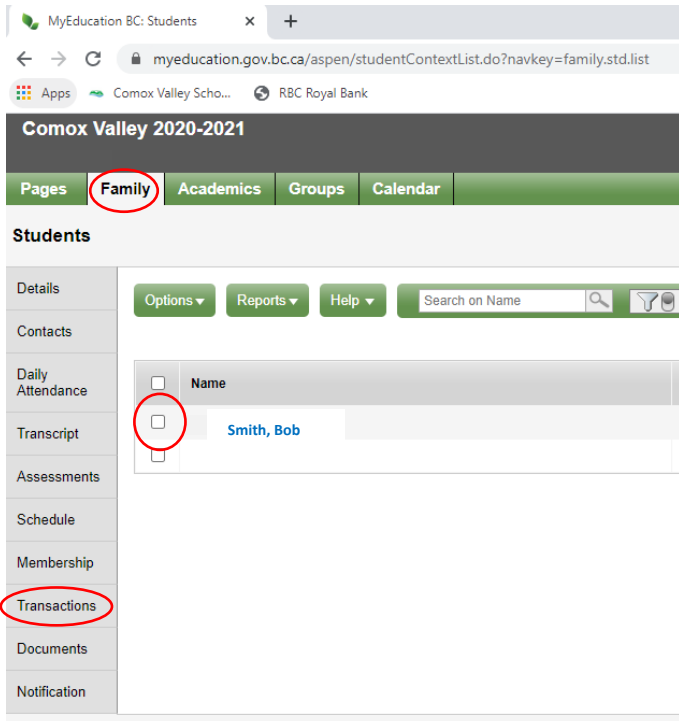 MyEducation BC: Students
myeducation.gov.bc.ca/aspen/studentContextList.do?navkey=family.std.list
Apps Comox Valley Scho... RBC Royal Bank
Comox Valley 2020-2021
Pages Family Academics Groups Calendar
Students
Details
Options Reports Help Search on Name
Contacts
Daily
Attendance
Name
Transcript
Smith, Bob
Assessments
Schedule
Membership
Transactions
Documents
Notification